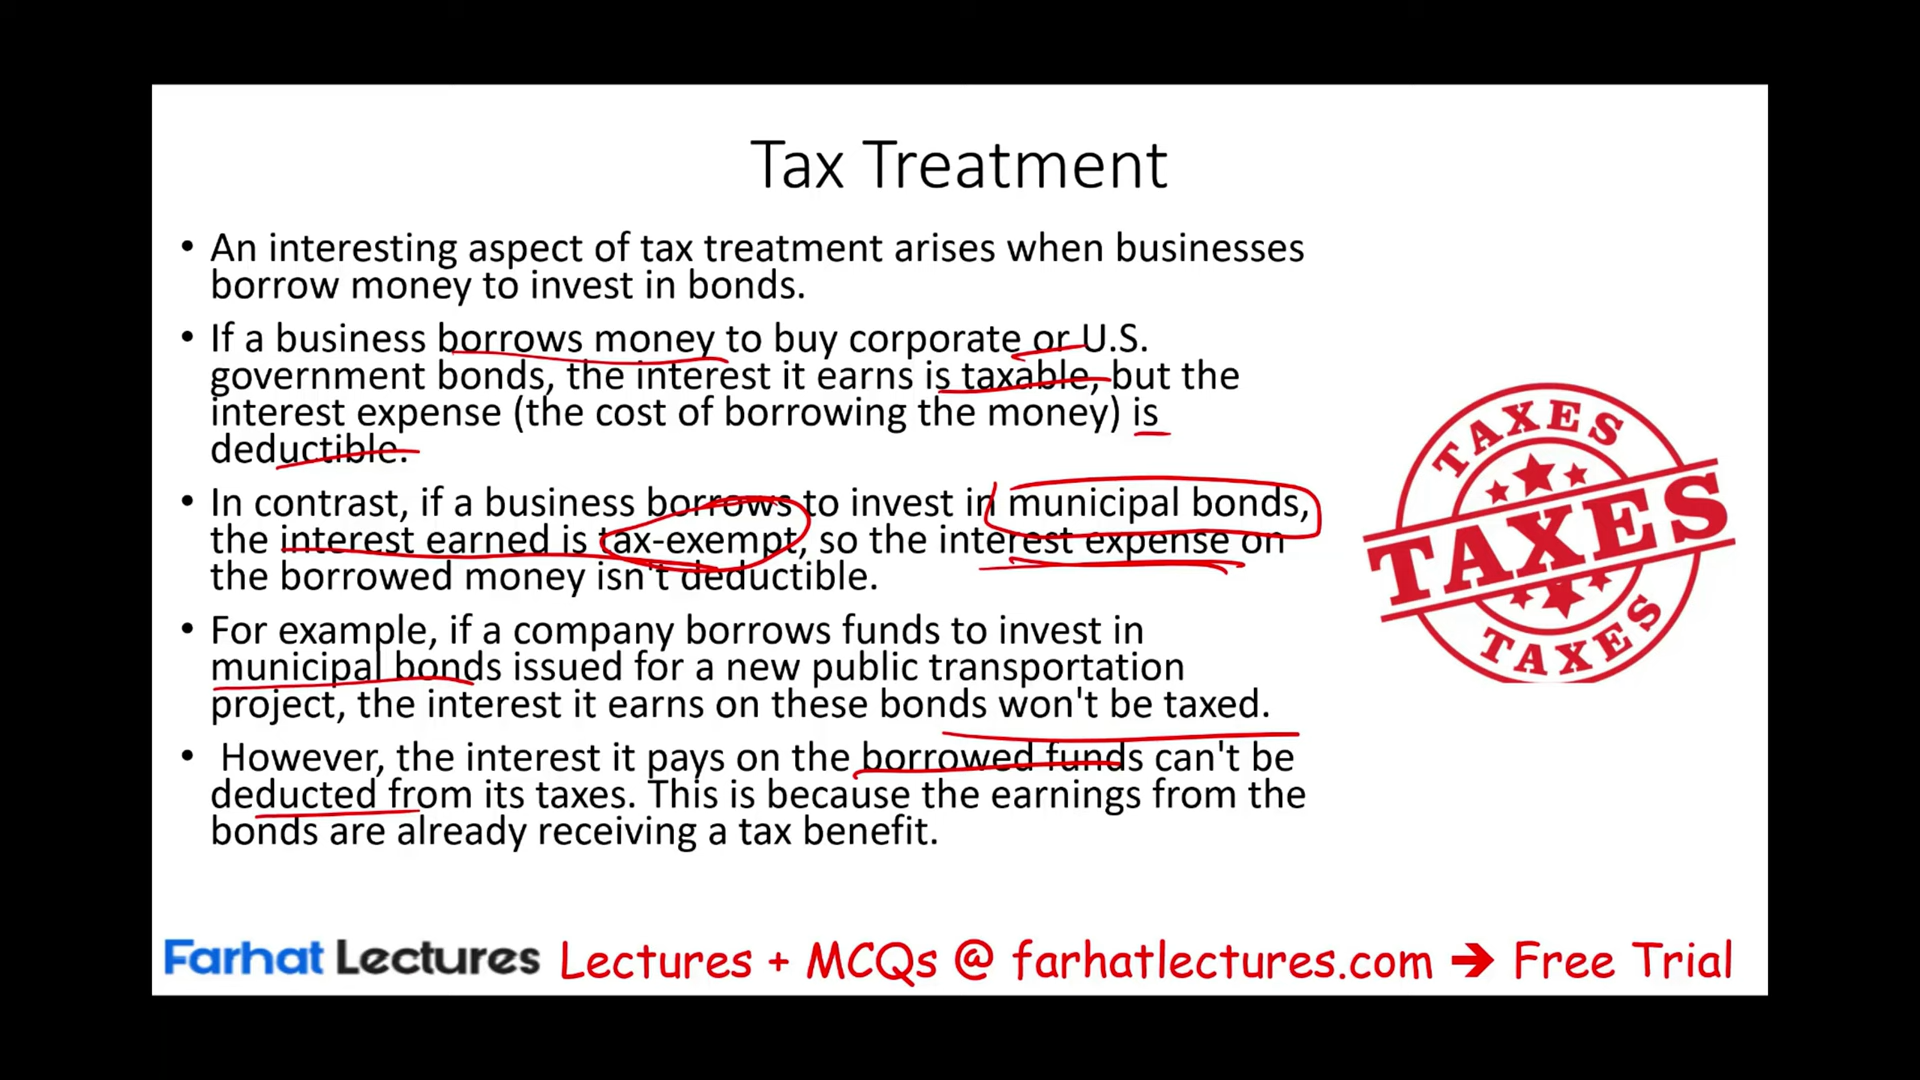 Tax Treatment
• An interesting aspect of tax treatment arises when businesses
borrow money to invest in bonds.
• If a business borrows money to buy corporate or U.S.
government bonds, the interest it earns is taxable, but the
interest expense (the cost of borrowing the money) is
deductible.
• In contrast, if a business borrows to invest in municipal bonds,
the interest earned is tax-exempt, so the interest expense on
the borrowed money isn't deductible.
• For example, if a company borrows funds to invest in
municipal bonds issued for a new public transportation
project, the interest it earns on these bonds won't be taxed.
• However, the interest it pays on the borrowed funds can't be
deducted from its taxes. This is because the earnings from the
bonds are already receiving a tax benefit.
TAXES
TAXES
TAXES
Farhat Lectures Lectures + MCQs @ farhatlectures.com ➔ Free Trial